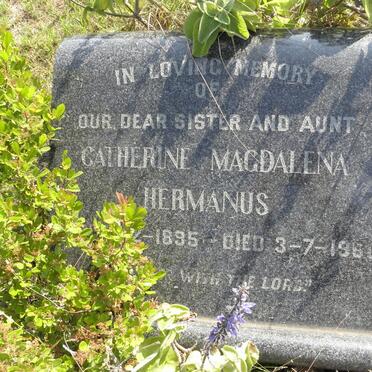 IN LOVING MEMORY
OF
OUR DEAR SISTER AND AUNT
CATHERINE MAGDALENA
HERMANUS
-1895- DIED 3-7-196
WITH THE LORD"